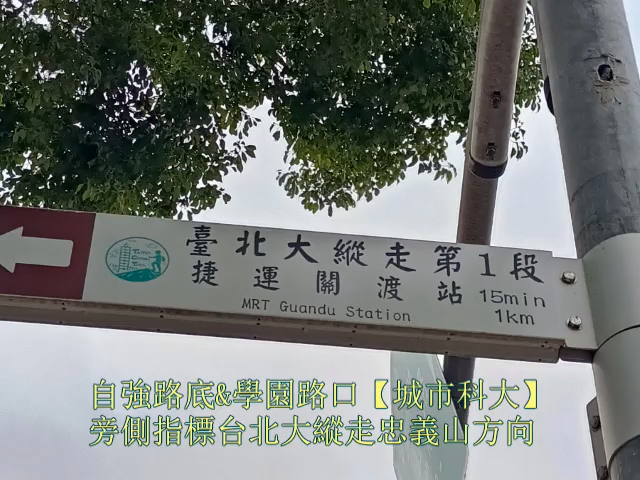 臺北大縱走第1段
捷運關渡站 15min
MRT Guandu Station 1km
自強路底&學園路口【城市科大】
旁側指標台北大縱走忠義山方向